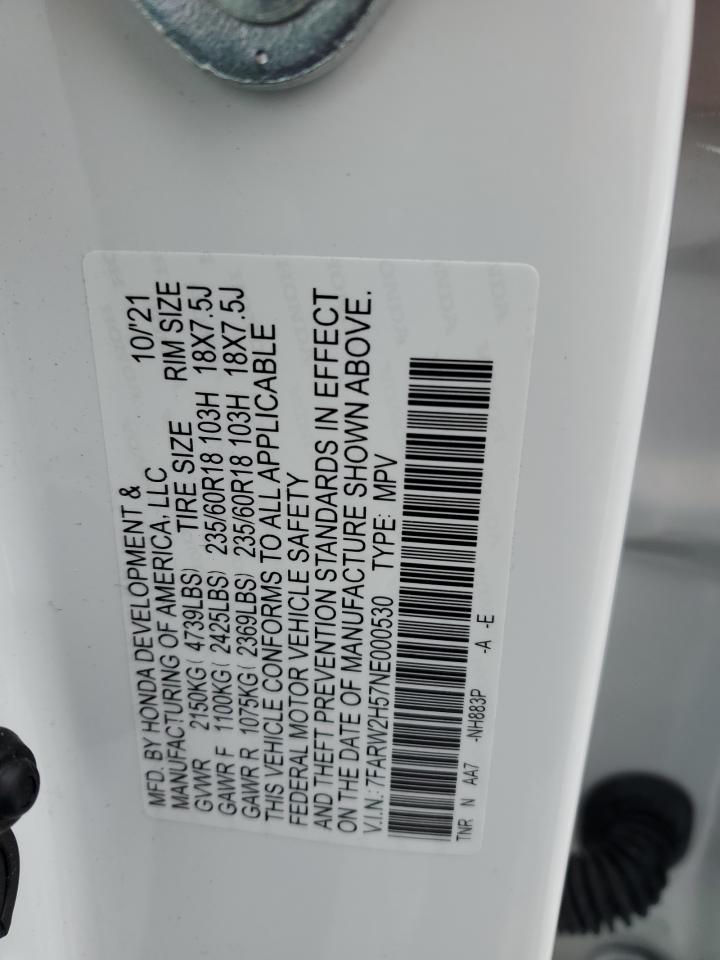 MFD. BY HONDA DEVELOPMENT & 10/'21
MANUFACTURING OF AMERICA, LLC
TIRE SIZE RIM SIZE
GVWR 2150KG( 4739LBS)
GAWR F 1100KG( 2425LBS) 235/60R18 103H 18X7.5J
GAWR R 1075KG( 2369LBS) 235/60R18 103H 18X7.5J
THIS VEHICLE CONFORMS TO ALL APPLICABLE
FEDERAL MOTOR VEHICLE SAFETY
AND THEFT PREVENTION STANDARDS IN EFFECT
ON THE DATE OF MANUFACTURE SHOWN ABOVE.
V.I.N.:7FARW2H57NE000530 TYPE: MPV
TNR N AA7 -NH883P -A -E